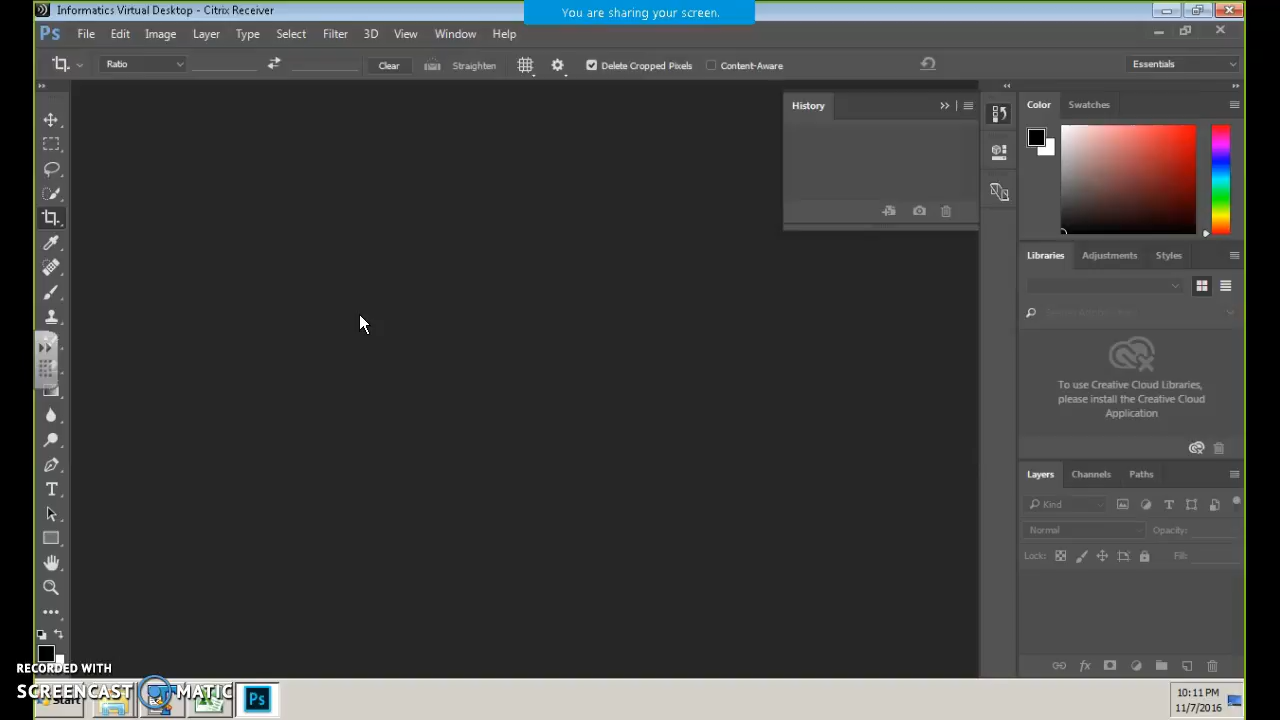 Informatics Virtual Desktop - Citrix Receiver
You are sharing your screen.
Ps File Edit Image Layer Type Select Filter 3D View Window Help
Ratio Clear Straighten Delete Cropped Pixels Content-Aware Essentials
History
Color Swatches
Libraries Adjustments Styles
To use Creative Cloud Libraries,
please install the Creative Cloud
Application
Layers Channels Paths
Kind
Normal Opacity:
Lock: Fill:
RECORDED WITH
SCREENCAST MATIC
Start Ps
10:11 PM
11/7/2016